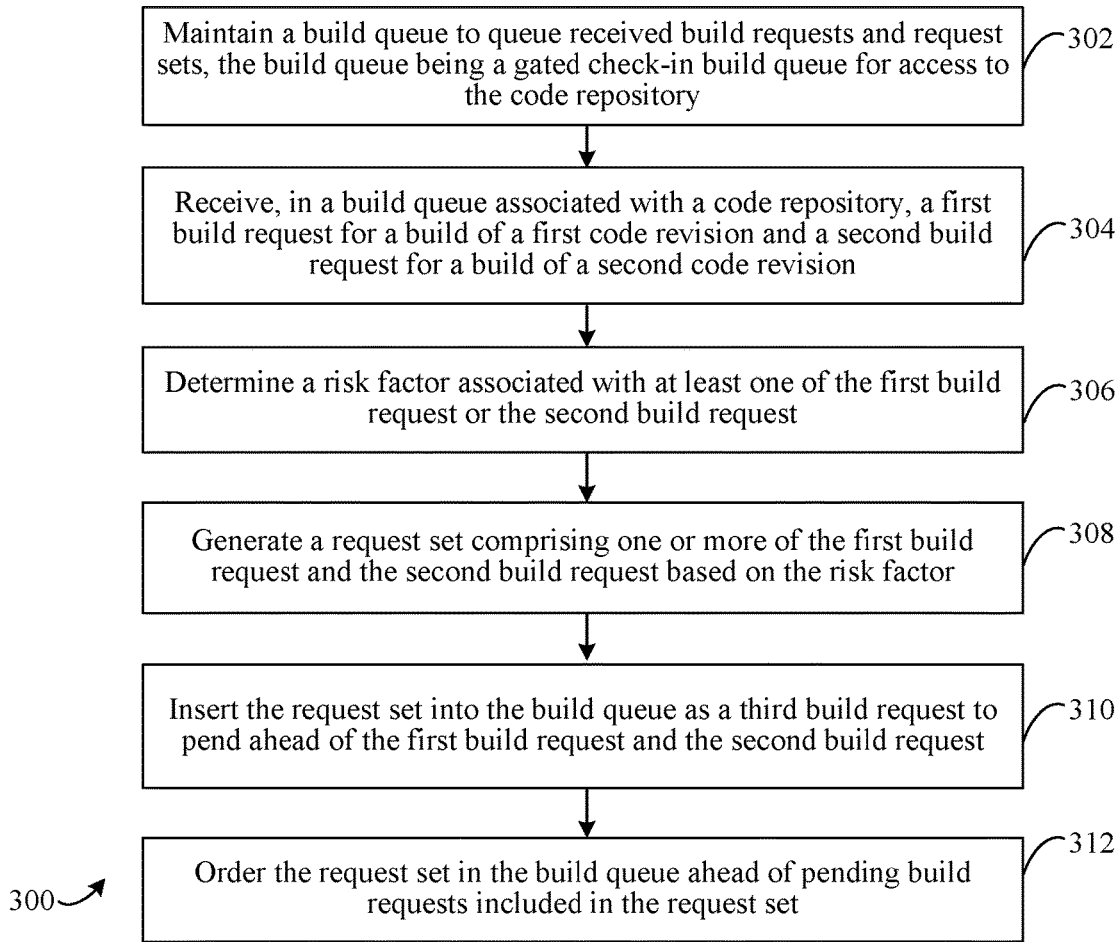 Maintain a build queue to queue received build requests and request
sets, the build queue being a gated check-in build queue for access to
the code repository
302
Receive, in a build queue associated with a code repository, a first
build request for a build of a first code revision and a second build
request for a build of a second code revision
304
Determine a risk factor associated with at least one of the first build
request or the second build request
306
Generate a request set comprising one or more of the first build
request and the second build request based on the risk factor
308
Insert the request set into the build queue as a third build request to
pend ahead of the first build request and the second build request
310
Order the request set in the build queue ahead of pending build
requests included in the request set
312
300